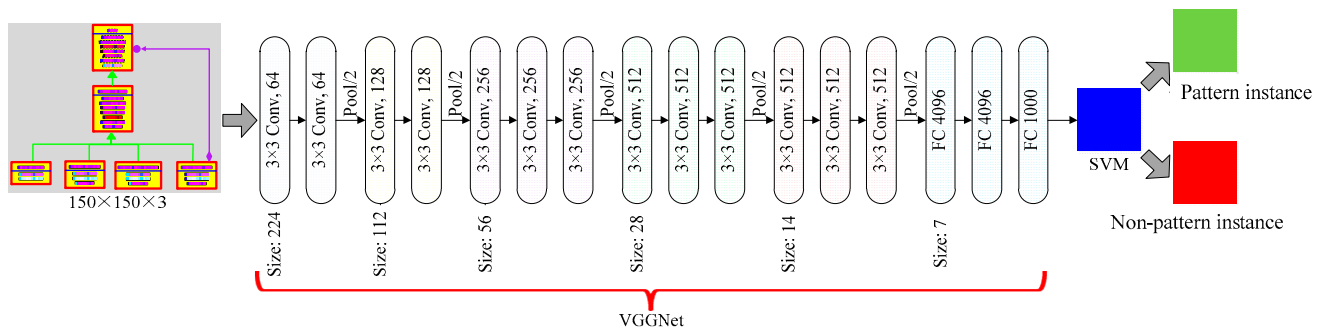 150×150×3
3×3 Conv, 64
3×3 Conv, 64
Pool/2
3×3 Conv, 128
3×3 Conv, 128
Pool/2
3×3 Conv, 256
3×3 Conv, 256
3×3 Conv, 256
Pool/2
3×3 Conv, 512
3×3 Conv, 512
3×3 Conv, 512
Pool/2
3×3 Conv, 512
3×3 Conv, 512
3×3 Conv, 512
Pool/2
FC 4096
FC 4096
FC 1000
Size: 224
Size: 112
Size: 56
Size: 28
Size: 14
Size: 7
VGGNet
SVM
Pattern instance
Non-pattern instance